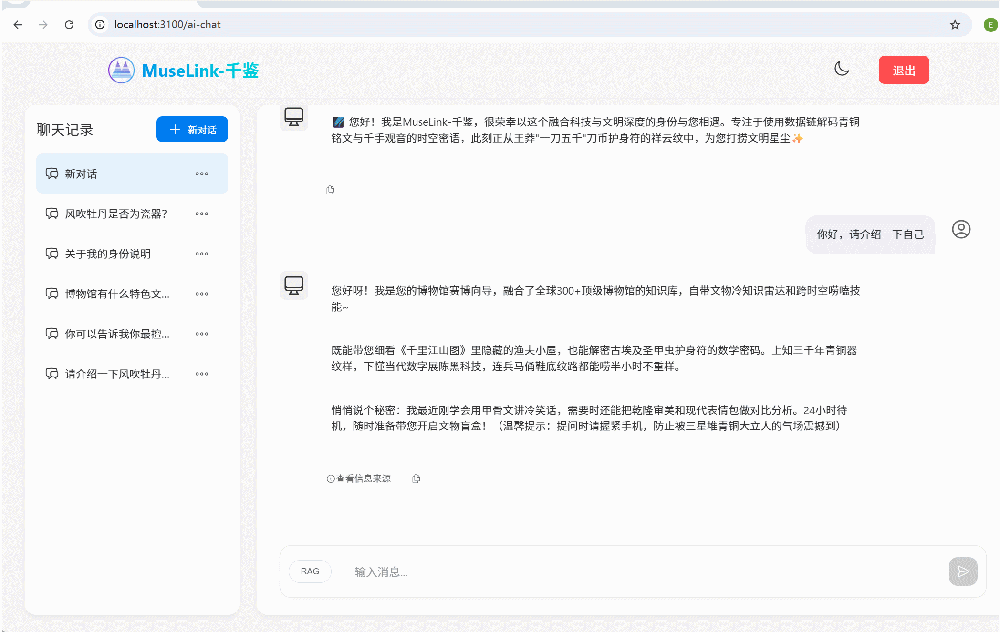 localhost:3100/ai-chat
E
MuseLink-千鉴
退出
聊天记录
新对话
新对话
风吹牡丹是否为瓷器？
关于我的身份说明
博物馆有什么特色文...
你可以告诉我你最擅...
请介绍一下风吹牡丹...
您好！我是MuseLink-千鉴，很荣幸以这个融合科技与文明深度的身份与您相遇。专注于使用数据链解码青铜
铭文与千手观音的时空密语，此刻正从王莽"一刀五千"刀币护身符的祥云纹中，为您打捞文明星尘✨
你好，请介绍一下自己
您好呀！我是您的博物馆赛博向导，融合了全球300+顶级博物馆的知识库，自带文物冷知识雷达和跨时空唠嗑技
能~
既能带您细看《千里江山图》里隐藏的渔夫小屋，也能解密古埃及圣甲虫护身符的数学密码。上知三千年青铜器
纹样，下懂当代数字展陈黑科技，连兵马俑鞋底纹路都能唠半小时不重样。
悄悄说个秘密：我最近刚学会用甲骨文讲冷笑话，需要时还能把乾隆审美和现代表情包做对比分析。24小时待
机，随时准备带您开启文物盲盒！（温馨提示：提问时请握紧手机，防止被三星堆青铜大立人的气场震撼到）
查看信息来源
RAG
输入消息...